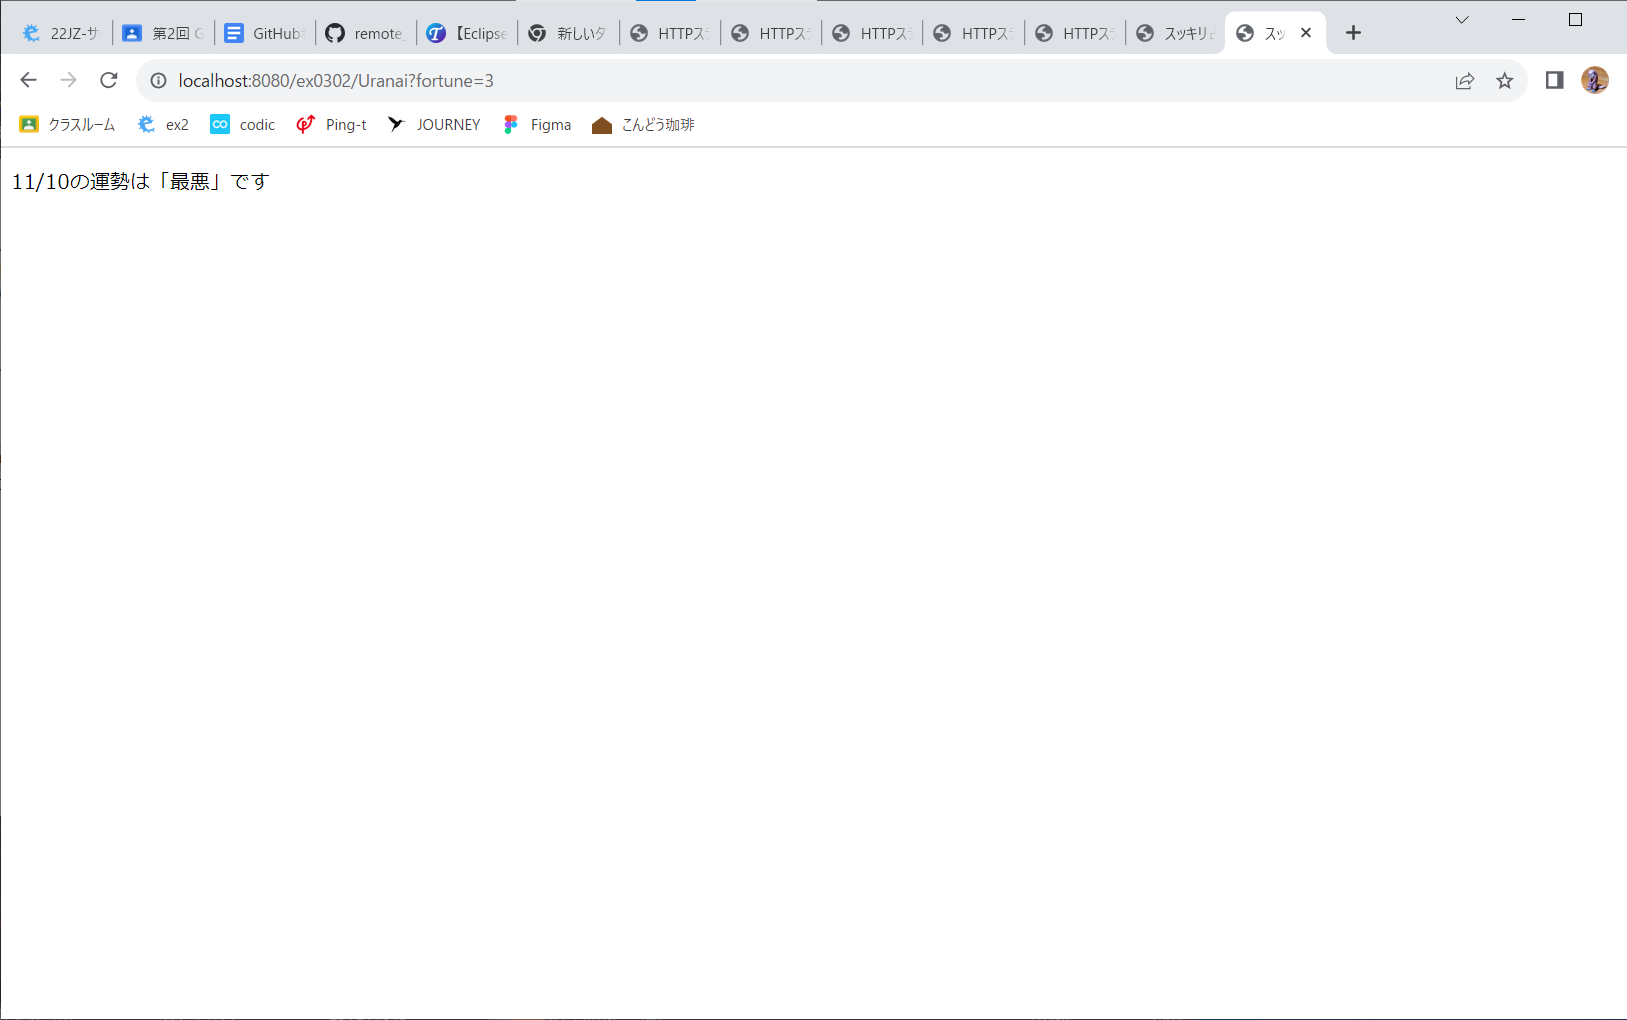 22JZ-サ 第2回 G GitHub remote_ 【Eclipse 新しいタ HTTPス HTTPス HTTPス HTTPス HTTPス スッキリ スッ
localhost:8080/ex0302/Uranai?fortune=3
クラスルーム ex2 codic Ping-t JOURNEY Figma こんどう珈琲
11/10の運勢は「最悪」です